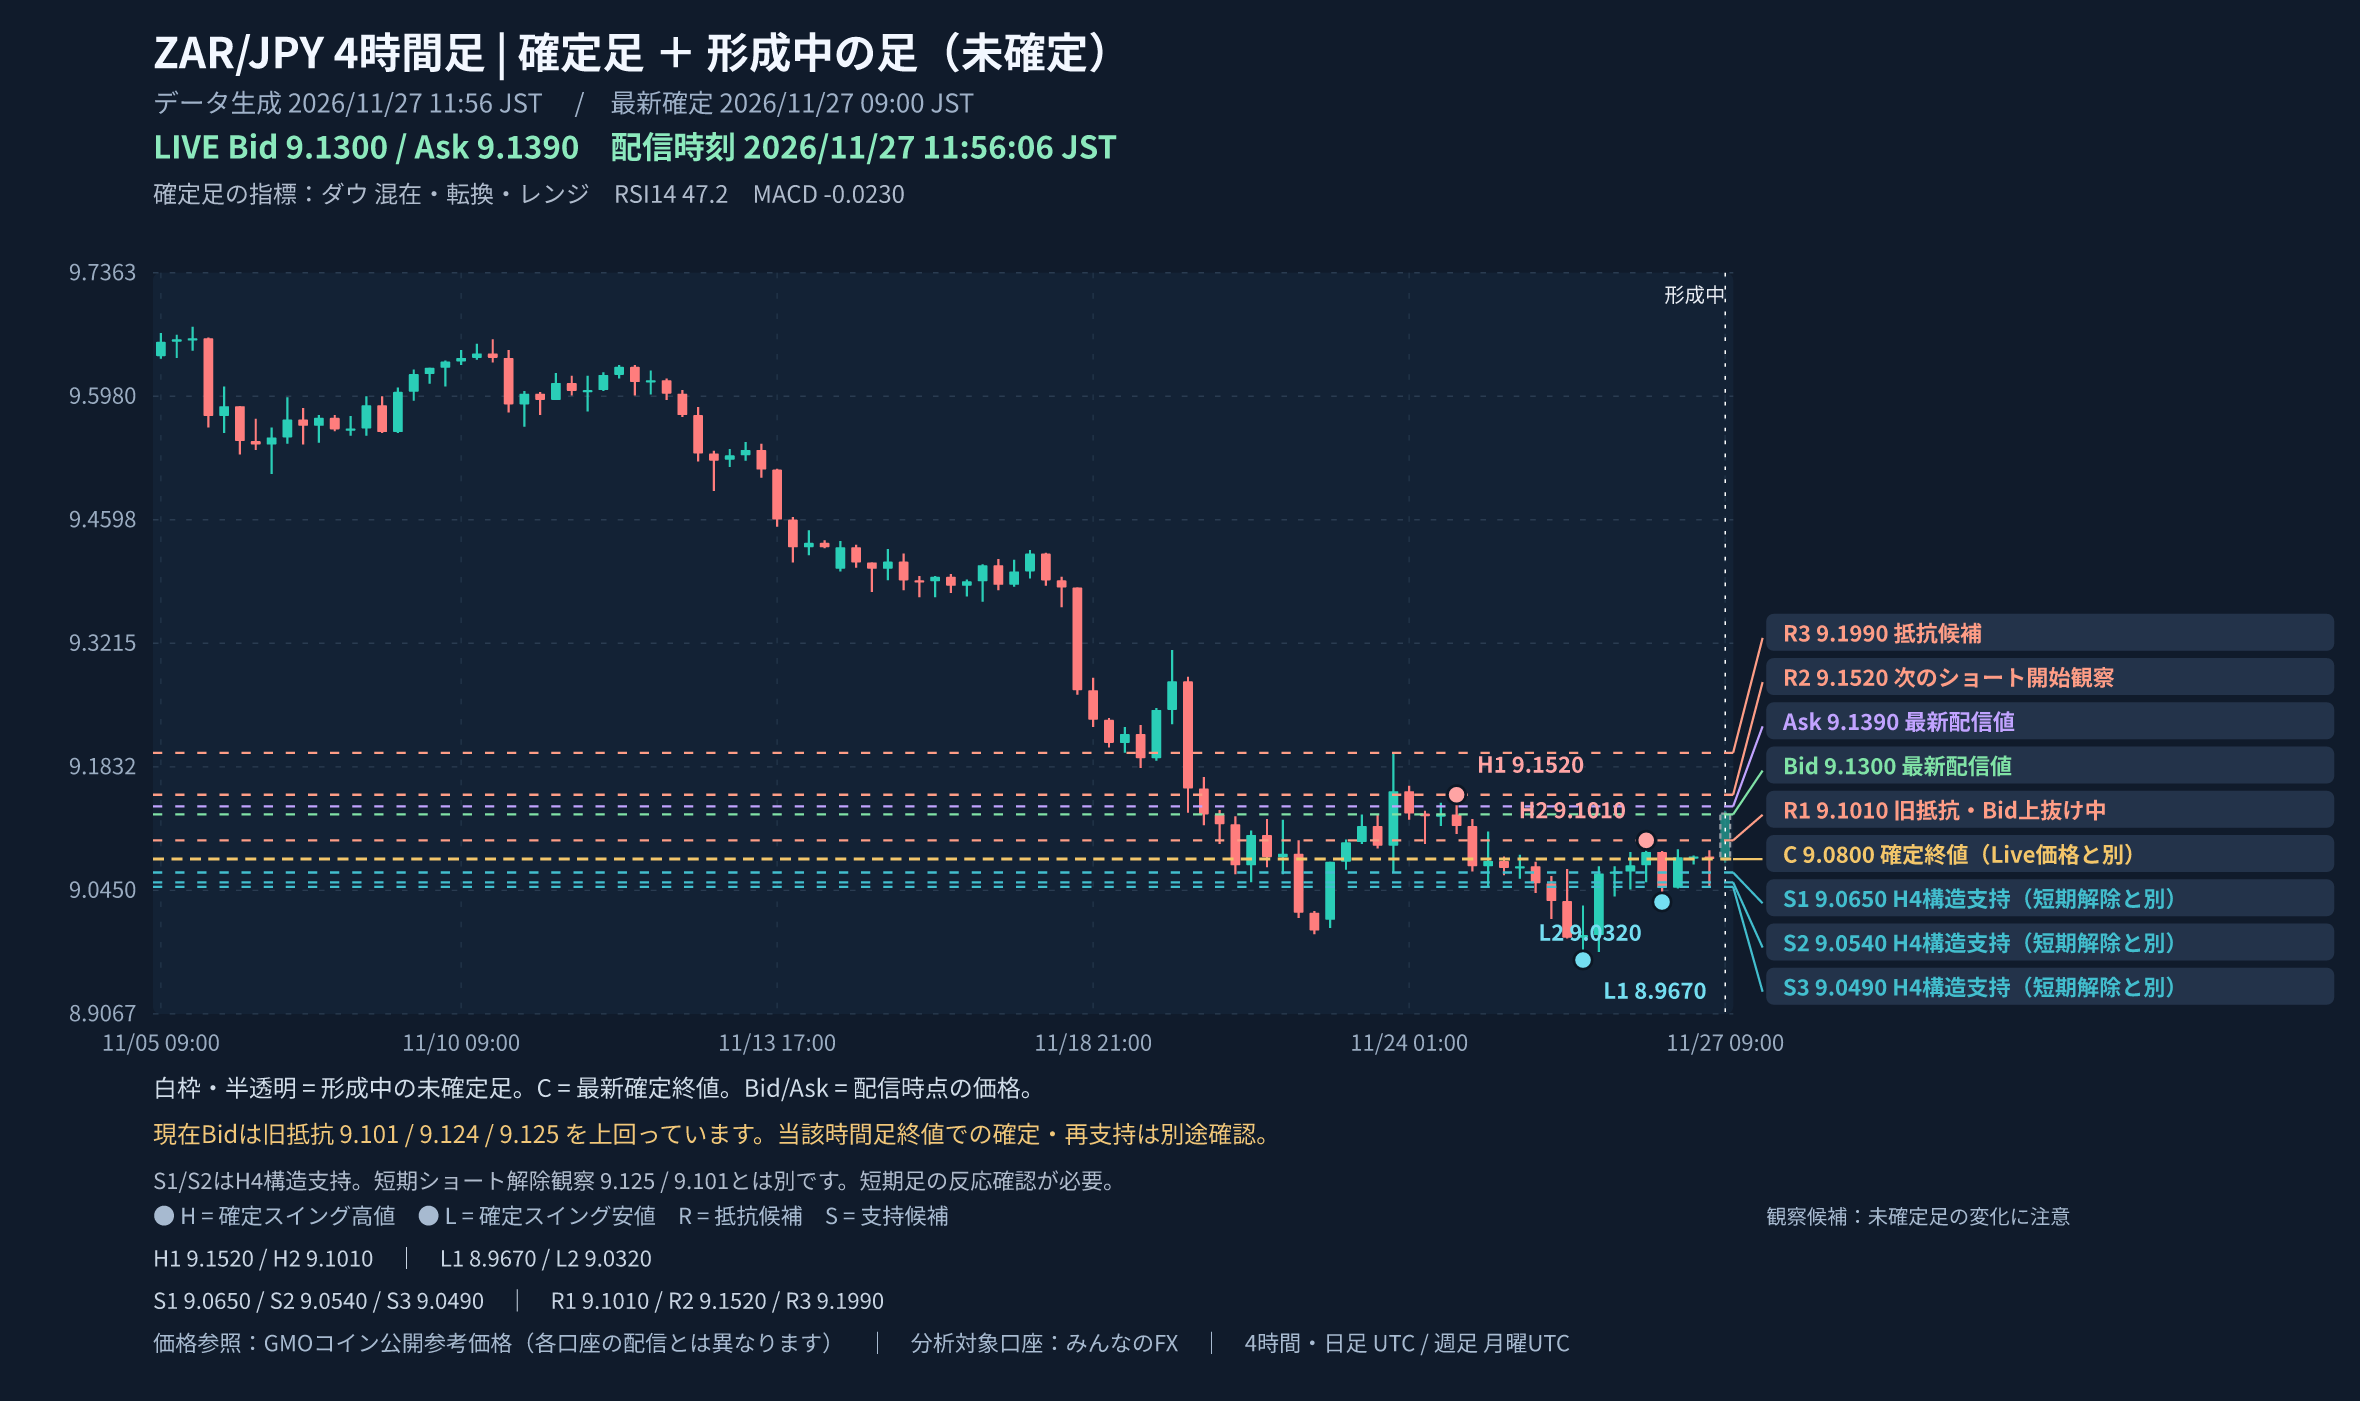 ZAR/JPY 4時間足 | 確定足 ＋ 形成中の足（未確定）
データ生成 2026/11/27 11:56 JST / 最新確定 2026/11/27 09:00 JST
LIVE Bid 9.1300 / Ask 9.1390 配信時刻 2026/11/27 11:56:06 JST
確定足の指標：ダウ 混在・転換・レンジ RSI14 47.2 MACD -0.0230
9.7363
9.5980
9.4598
9.3215
9.1832
9.0450
8.9067
形成中
H1 9.1520
H2 9.1010
L2 9.0320
L1 8.9670
R3 9.1990 抵抗候補
R2 9.1520 次のショート開始観察
Ask 9.1390 最新配信値
Bid 9.1300 最新配信値
R1 9.1010 旧抵抗・Bid上抜け中
C 9.0800 確定終値（Live価格と別）
S1 9.0650 H4構造支持（短期解除と別）
S2 9.0540 H4構造支持（短期解除と別）
S3 9.0490 H4構造支持（短期解除と別）
11/05 09:00
11/10 09:00
11/13 17:00
11/18 21:00
11/24 01:00
11/27 09:00
白枠・半透明 = 形成中の未確定足。C = 最新確定終値。Bid/Ask = 配信時点の価格。
現在Bidは旧抵抗 9.101 / 9.124 / 9.125 を上回っています。当該時間足終値での確定・再支持は別途確認。
S1/S2はH4構造支持。短期ショート解除観察 9.125 / 9.101とは別です。短期足の反応確認が必要。
● H = 確定スイング高値 ● L = 確定スイング安値 R = 抵抗候補 S = 支持候補
観察候補：未確定足の変化に注意
H1 9.1520 / H2 9.1010 ｜ L1 8.9670 / L2 9.0320
S1 9.0650 / S2 9.0540 / S3 9.0490 ｜ R1 9.1010 / R2 9.1520 / R3 9.1990
価格参照：GMOコイン公開参考価格（各口座の配信とは異なります） ｜ 分析対象口座：みんなのFX ｜ 4時間・日足 UTC / 週足 月曜UTC